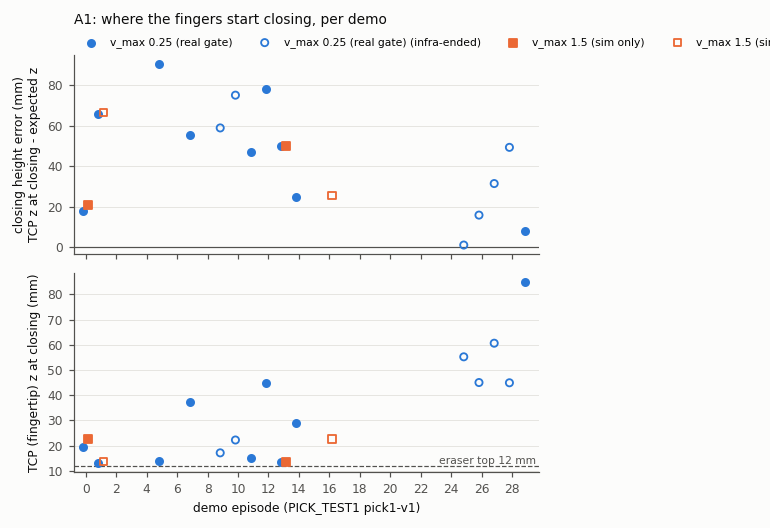 A1: where the fingers start closing, per demo
v_max 0.25 (real gate) v_max 0.25 (real gate) (infra-ended) v_max 1.5 (sim only) v_max 1.5 (si
closing height error (mm)
TCP z at closing - expected z
80
60
40
20
0
TCP (fingertip) z at closing (mm)
80
70
60
50
40
30
20
10
eraser top 12 mm
0 2 4 6 8 10 12 14 16 18 20 22 24 26 28
demo episode (PICK_TEST1 pick1-v1)